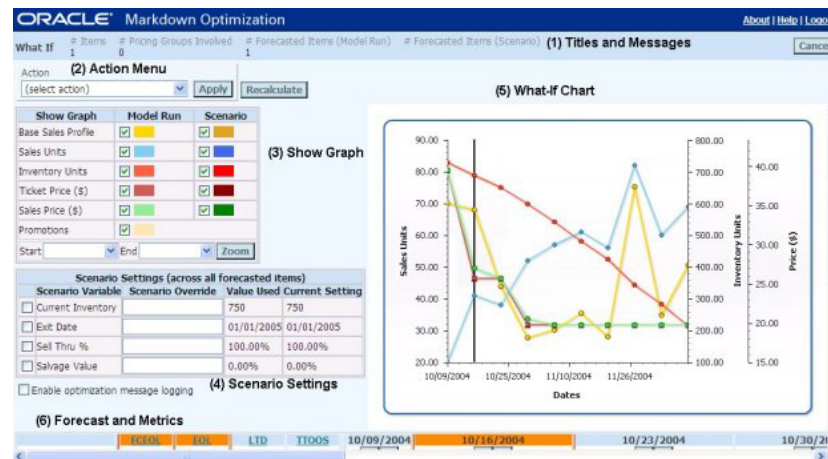 ORACLE Markdown Optimization
About | Help | Logo
What If # Items # Pricing Groups Involved # Forecasted Items (Model Run) # Forecasted Items (Scenario) (1) Titles and Messages Cance
1 0 1
Action (2) Action Menu
(select action) Apply Recalculate
(5) What-If Chart
Show Graph Model Run Scenario
Base Sales Profile
Sales Units
(3) Show Graph
Inventory Units
Ticket Price ($)
Sales Price ($)
Promotions
Start End Zoom
Scenario Settings (across all forecasted items)
Scenario Variable Scenario Override Value Used Current Setting
Current Inventory 750 750
Exit Date 01/01/2005 01/01/2005
Sell Thru % 100.00% 100.00%
Salvage Value 0.00% 0.00%
Enable optimization message logging
(4) Scenario Settings
90.00
80.00
70.00
60.00
50.00
40.00
30.00
20.00
Sales Units
800.00
700.00
600.00
500.00
400.00
300.00
200.00
100.00
Inventory Units
40.00
35.00
30.00
25.00
20.00
15.00
Price ($)
10/09/2004 10/25/2004 11/10/2004 11/26/2004
Dates
(6) Forecast and Metrics
FCEOL EOL LTD TTOOS 10/09/2004 10/16/2004 10/23/2004 10/30/20